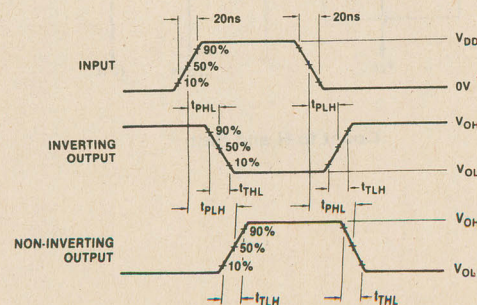 20ns 20ns
VDD
90%
INPUT 50%
10% 0V
tPHL tPLH
VOH
90%
INVERTING OUTPUT 50%
10%
VOL
tTHL tTLH
tPLH tPHL
VOH
90%
NON-INVERTING OUTPUT 50%
10%
VOL
tTLH tTHL